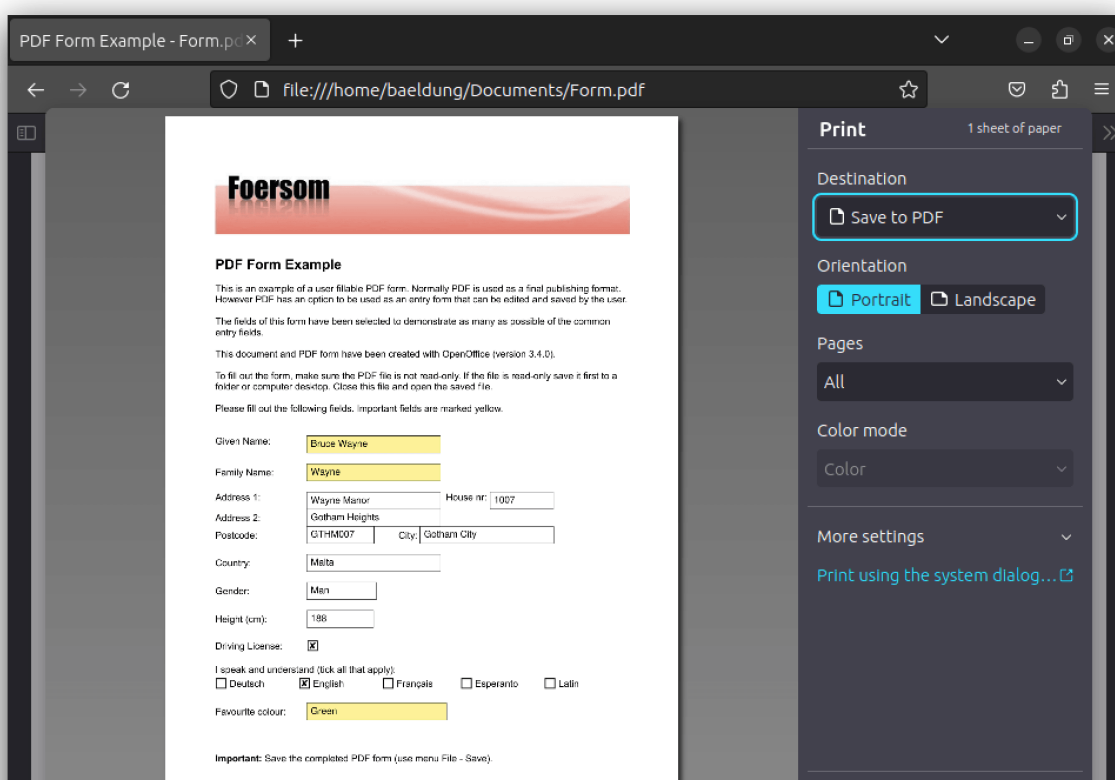 PDF Form Example - Form.pd
file:///home/baeldung/Documents/Form.pdf
Foersom
PDF Form Example
This is an example of a user fillable PDF form. Normally PDF is used as a final publishing format.
However PDF has an option to be used as an entry form that can be edited and saved by the user.
The fields of this form have been selected to demonstrate as many as possible of the common
entry fields.
This document and PDF form have been created with OpenOffice (version 3.4.0).
To fill out the form, make sure the PDF file is not read-only. If the file is read-only save it first to a
folder or computer desktop. Close this file and open the saved file.
Please fill out the following fields. Important fields are marked yellow.
Given Name: Bruce Wayne
Family Name: Wayne
Address 1: Wayne Manor House nr: 1007
Address 2: Gotham Heights
Postcode: GTHM007 City: Gotham City
Country: Malta
Gender: Man
Height (cm): 188
Driving License:
I speak and understand (tick all that apply):
Deutsch English Français Esperanto Latin
Favourite colour: Green
Important: Save the completed PDF form (use menu File - Save).
Print 1 sheet of paper
Destination
Save to PDF
Orientation
Portrait Landscape
Pages
All
Color mode
Color
More settings
Print using the system dialog...